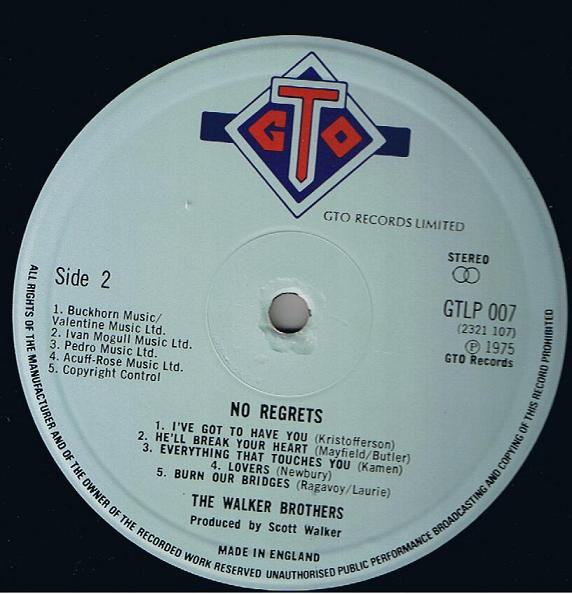 GTO
GTO RECORDS LIMITED
STEREO
Side 2
GTLP 007
(2321 107)
Ⓟ 1975
GTO Records
1. Buckhorn Music/
Valentine Music Ltd.
2. Ivan Mogull Music Ltd.
3. Pedro Music Ltd.
4. Acuff-Rose Music Ltd.
5. Copyright Control
NO REGRETS
1. I'VE GOT TO HAVE YOU (Kristofferson)
2. HE'LL BREAK YOUR HEART (Mayfield/Butler)
3. EVERYTHING THAT TOUCHES YOU (Kamen)
4. LOVERS (Newbury)
5. BURN OUR BRIDGES (Ragavoy/Laurie)
THE WALKER BROTHERS
Produced by Scott Walker
MADE IN ENGLAND
ALL RIGHTS OF THE MANUFACTURER AND OF THE OWNER OF THE RECORDED WORK RESERVED UNAUTHORISED PUBLIC PERFORMANCE BROADCASTING AND COPYING OF THIS RECORD PROHIBITED